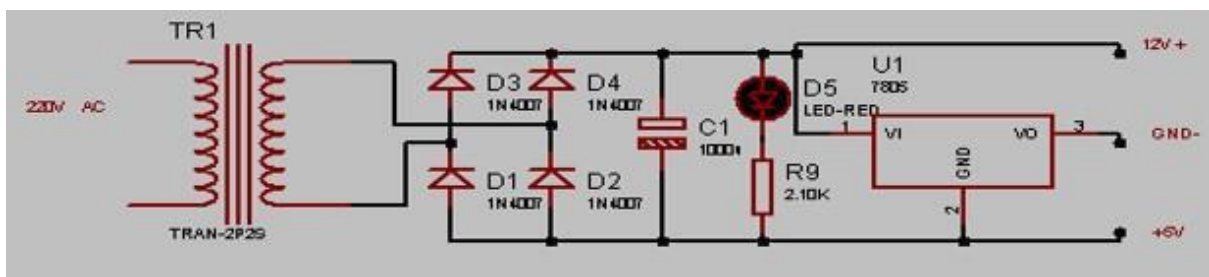 TR1
220V AC
TRAN-2P2S
D3
1N4007
D4
1N4007
D1
1N4007
D2
1N4007
C1
D5
LED-RED
R9
2.10K
U1
7805
1
VI
VO
3
GND
2
12V+
GND-
+5V